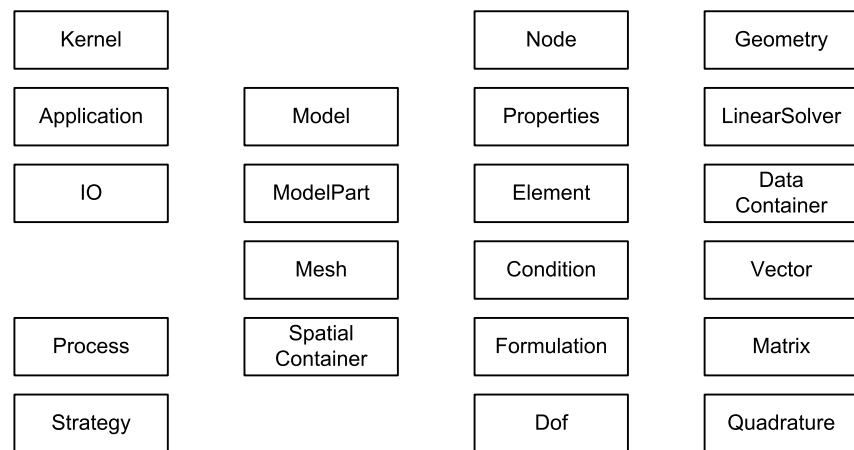 Kernel
Node
Geometry
Application
Model
Properties
LinearSolver
IO
ModelPart
Element
Data
Container
Mesh
Condition
Vector
Process
Spatial
Container
Formulation
Matrix
Strategy
Dof
Quadrature